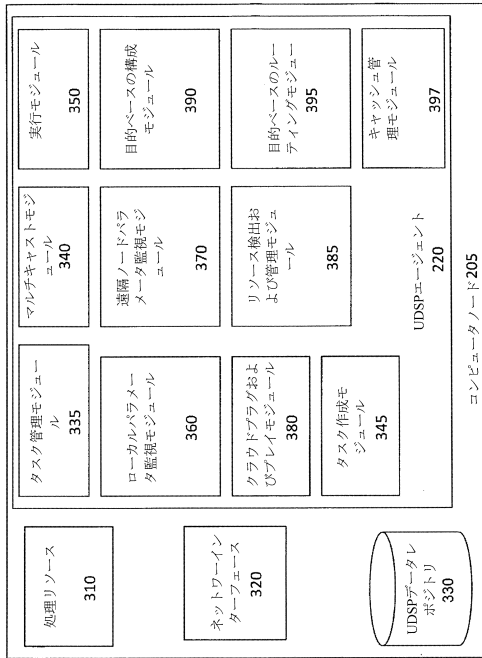 処理リソース
310
ネットワーイン
ターフェース
320
UDSPデータレ
ポジトリ
330
タスク管理モジュー
ル
335
マルチキャストモジ
ュール
340
実行モジュール
350
ローカルパラメー
タ監視モジュール
360
遠隔ノードパラ
メータ監視モジ
ュール
370
目的ベースの構成
モジュール
390
クラウドプラグおよ
びプレイモジュール
380
リソース検出お
よび管理モジュ
ール
385
目的ベースのルー
ティングモジュー
ル
395
タスク作成モ
ジュール
345
キャッシュ管
理モジュール
397
UDSPエージェント
220
コンピュータノード205